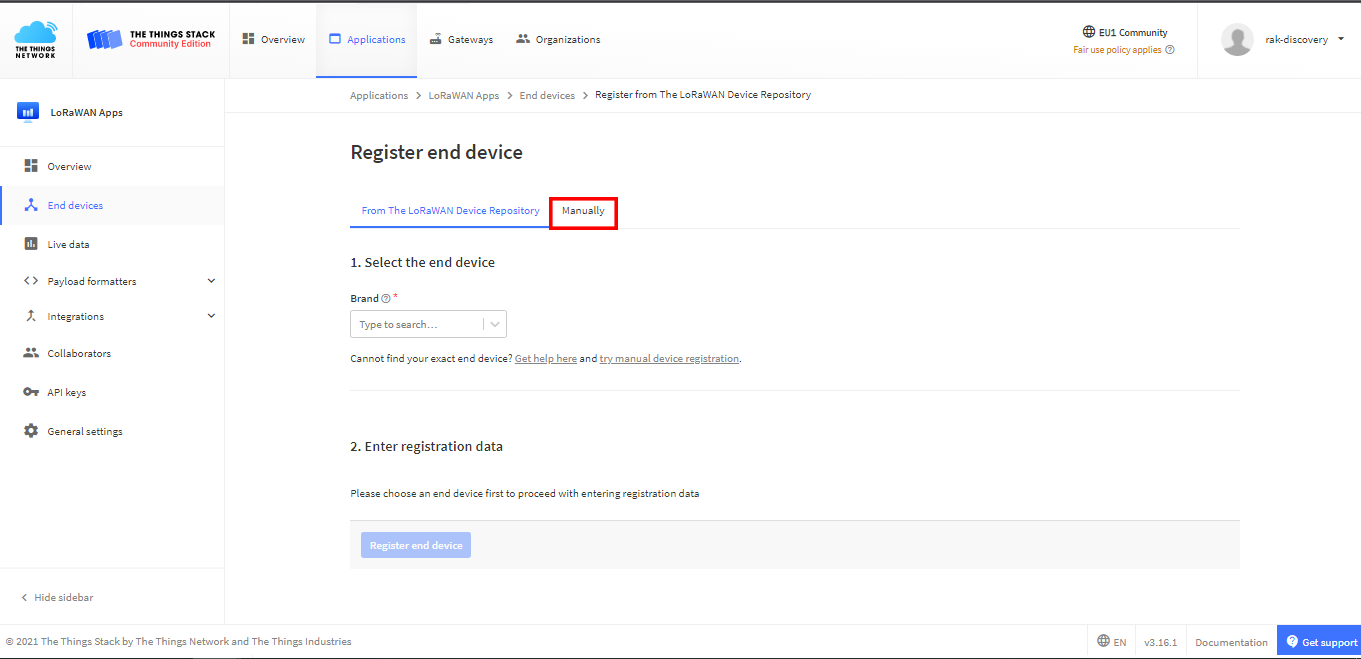 THE THINGS
NETWORK
THE THINGS STACK
Community Edition
Overview
Applications
Gateways
Organizations
EU1 Community
Fair use policy applies
rak-discovery
LoRaWAN Apps
Overview
End devices
Live data
Payload formatters
Integrations
Collaborators
API keys
General settings
Hide sidebar
Applications > LoRaWAN Apps > End devices > Register from The LoRaWAN Device Repository
Register end device
From The LoRaWAN Device Repository
Manually
1. Select the end device
Brand *
Type to search...
Cannot find your exact end device? Get help here and try manual device registration.
2. Enter registration data
Please choose an end device first to proceed with entering registration data
Register end device
© 2021 The Things Stack by The Things Network and The Things Industries
EN
v3.16.1
Documentation
Get support